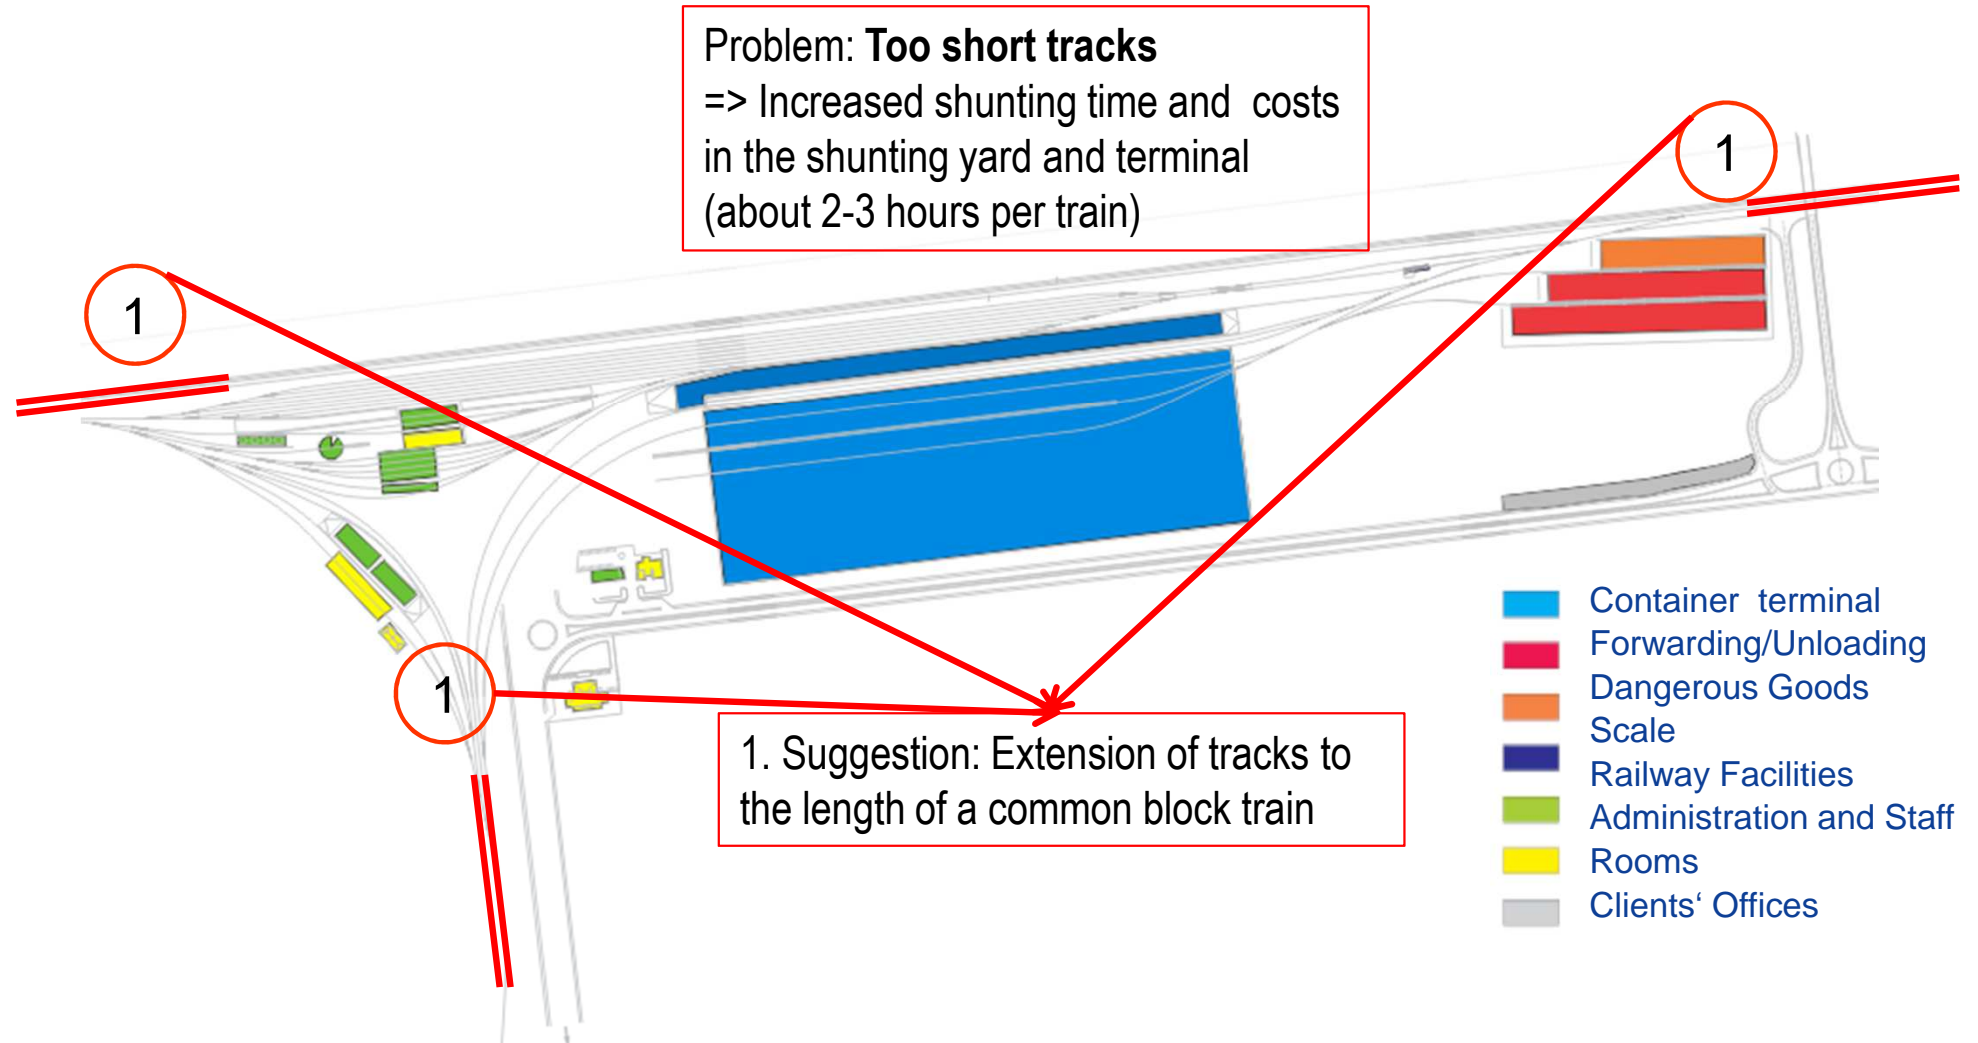 Problem: Too short tracks
=> Increased shunting time and  costs
in the shunting yard and terminal
(about 2-3 hours per train)
1
1
1
1. Suggestion: Extension of tracks to
the length of a common block train
Container  terminal
Forwarding/Unloading
Dangerous Goods
Scale
Railway Facilities
Administration and Staff
Rooms
Clients‘ Offices